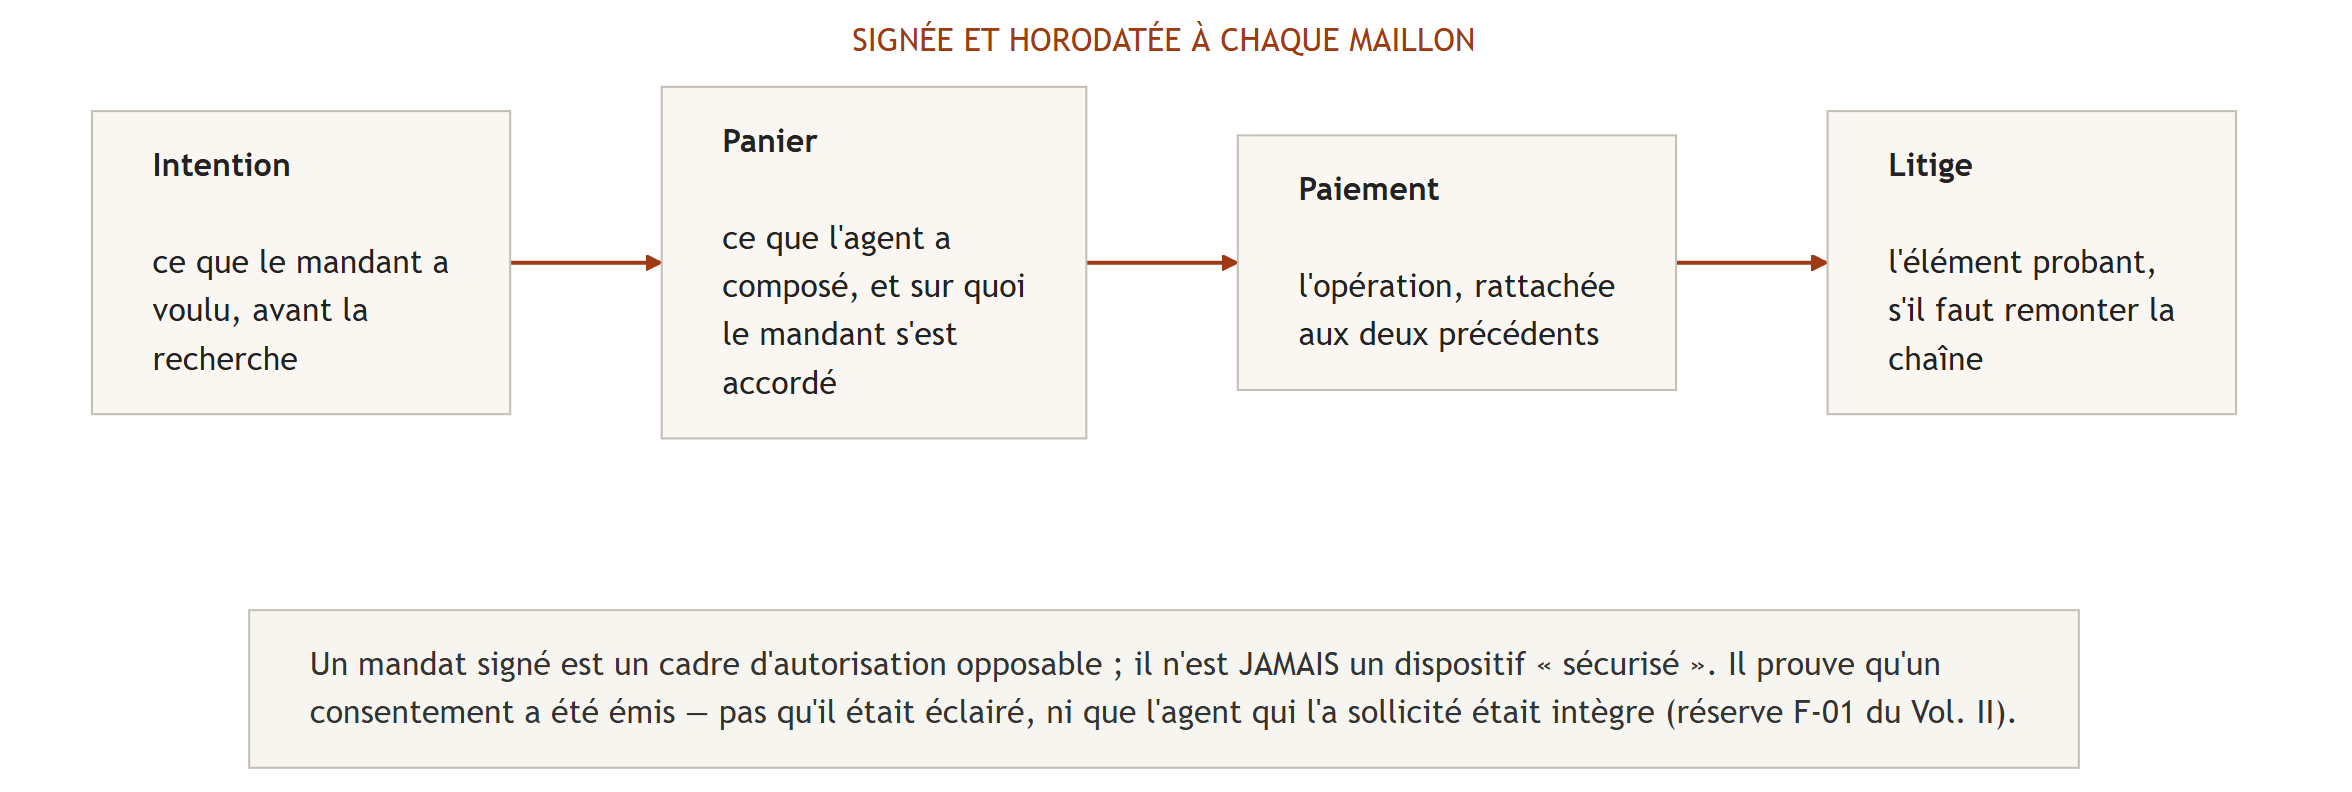 SIGNÉE ET HORODATÉE À CHAQUE MAILLON
Intention
ce que le mandant a
voulu, avant la
recherche
Panier
ce que l'agent a
composé, et sur quoi
le mandant s'est
accordé
Paiement
l'opération, rattachée
aux deux précédents
Litige
l'élément probant,
s'il faut remonter la
chaîne
Un mandat signé est un cadre d'autorisation opposable ; il n'est JAMAIS un dispositif « sécurisé ». Il prouve qu'un
consentement a été émis — pas qu'il était éclairé, ni que l'agent qui l'a sollicité était intègre (réserve F-01 du Vol. II).